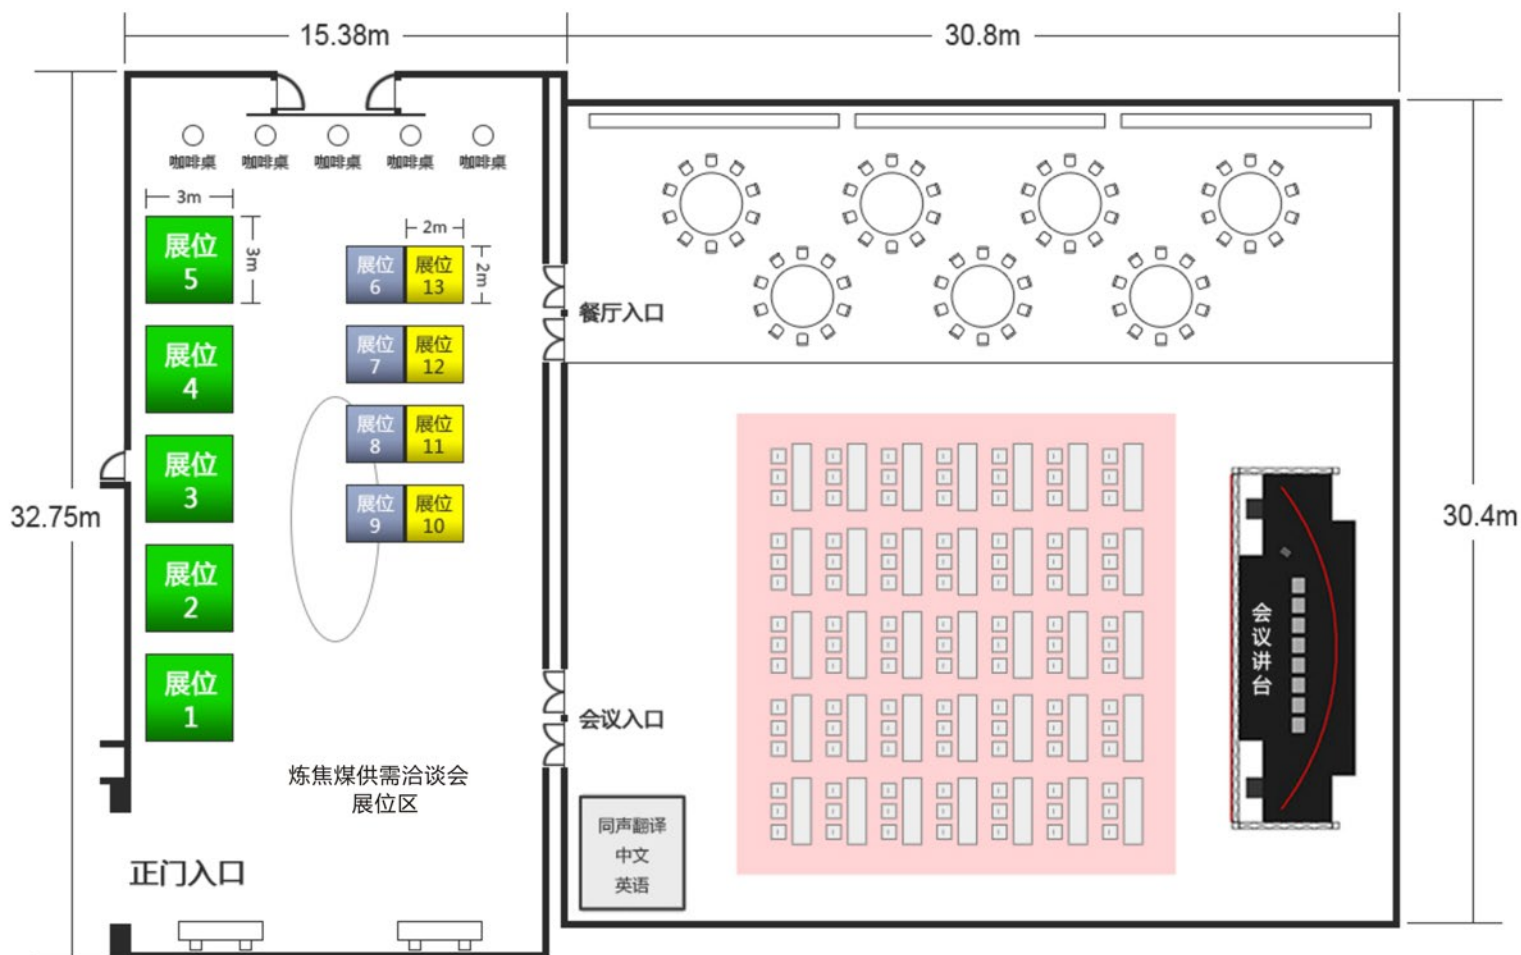 15.38m
30.8m
咖啡桌
咖啡桌
咖啡桌
咖啡桌
咖啡桌
3m
3m
展位
5
2m
2m
展位
6
展位
13
餐厅入口
展位
4
展位
7
展位
12
展位
8
展位
11
展位
3
展位
9
展位
10
32.75m
30.4m
展位
2
会议讲台
展位
1
会议入口
炼焦煤供需洽谈会
展位区
同声翻译
中文
英语
正门入口